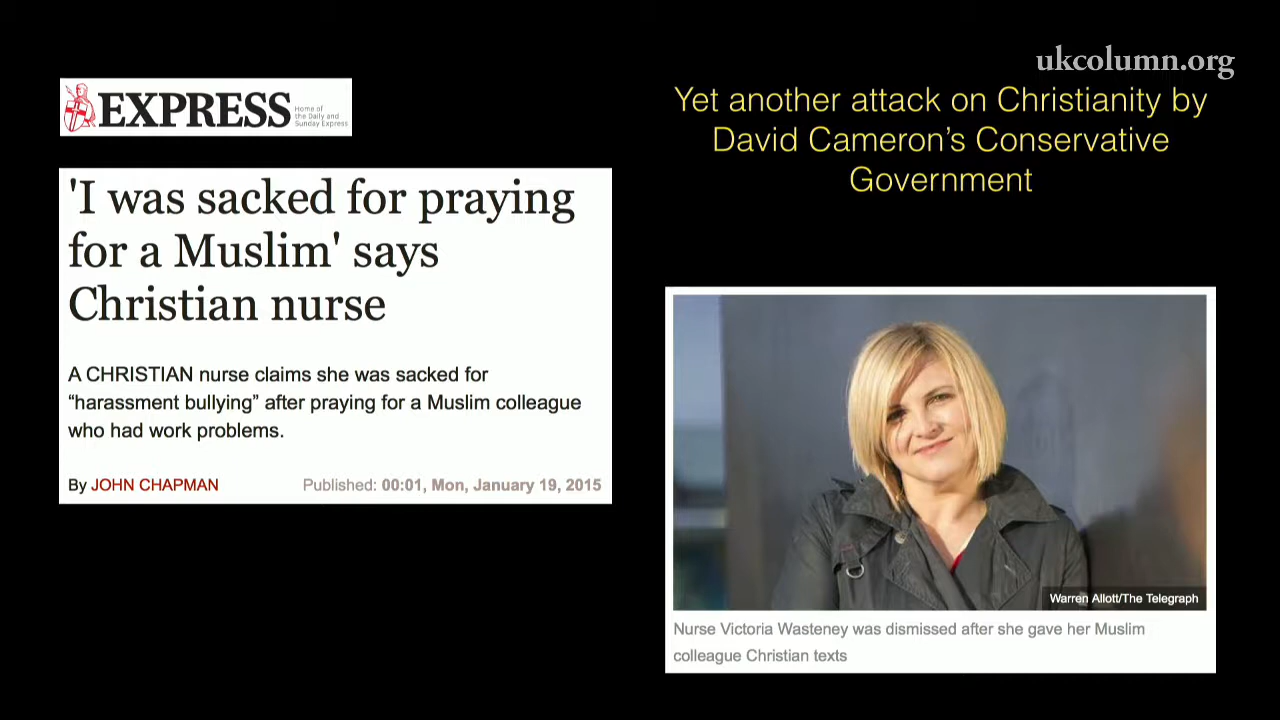 ukcolumn.org
EXPRESS
Home of
the Daily and
Sunday Express
'I was sacked for praying
for a Muslim' says
Christian nurse
A CHRISTIAN nurse claims she was sacked for
“harassment bullying” after praying for a Muslim colleague
who had work problems.
By JOHN CHAPMAN
Published: 00:01, Mon, January 19, 2015
Yet another attack on Christianity by
David Cameron’s Conservative
Government
Warren Allott/The Telegraph
Nurse Victoria Wasteney was dismissed after she gave her Muslim
colleague Christian texts